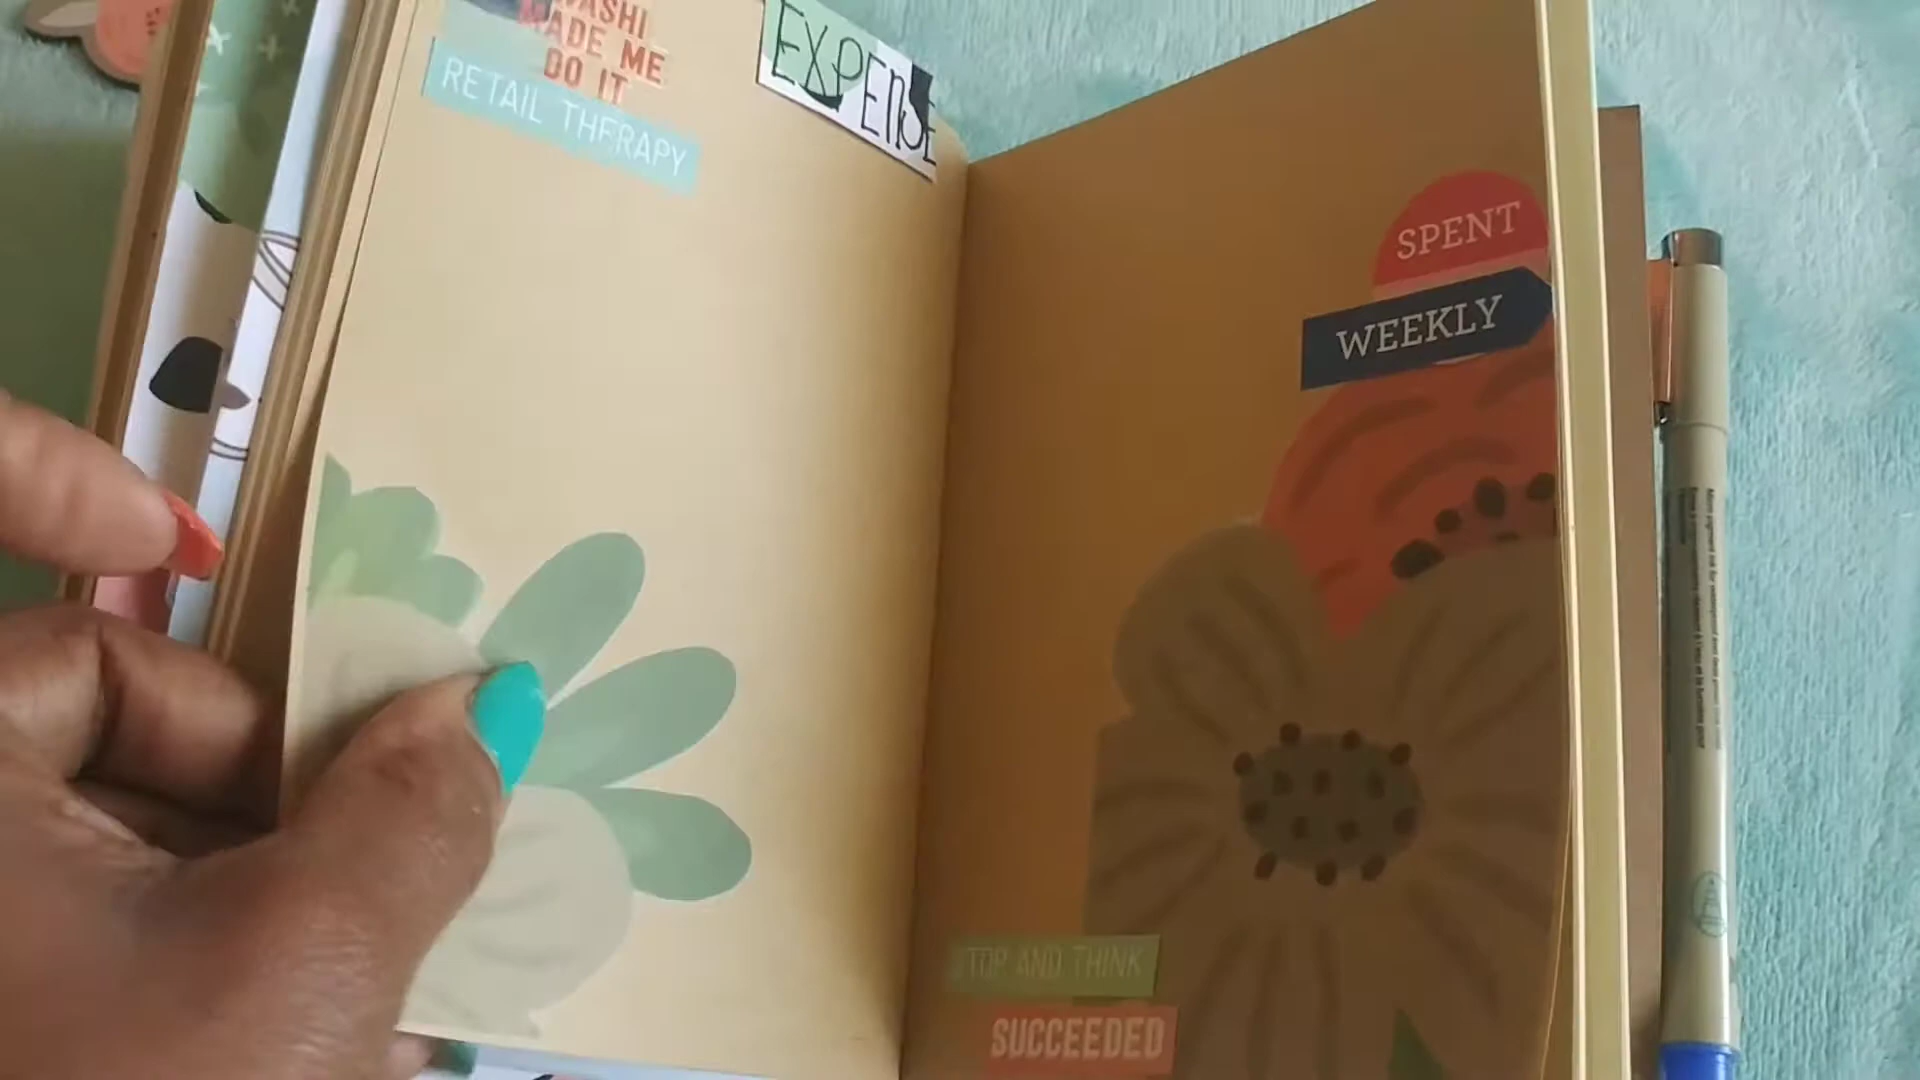 WASHI
MADE ME
DO IT
RETAIL THERAPY
EXPENSE
SPENT
WEEKLY
TOP AND THINK
SUCCEEDED